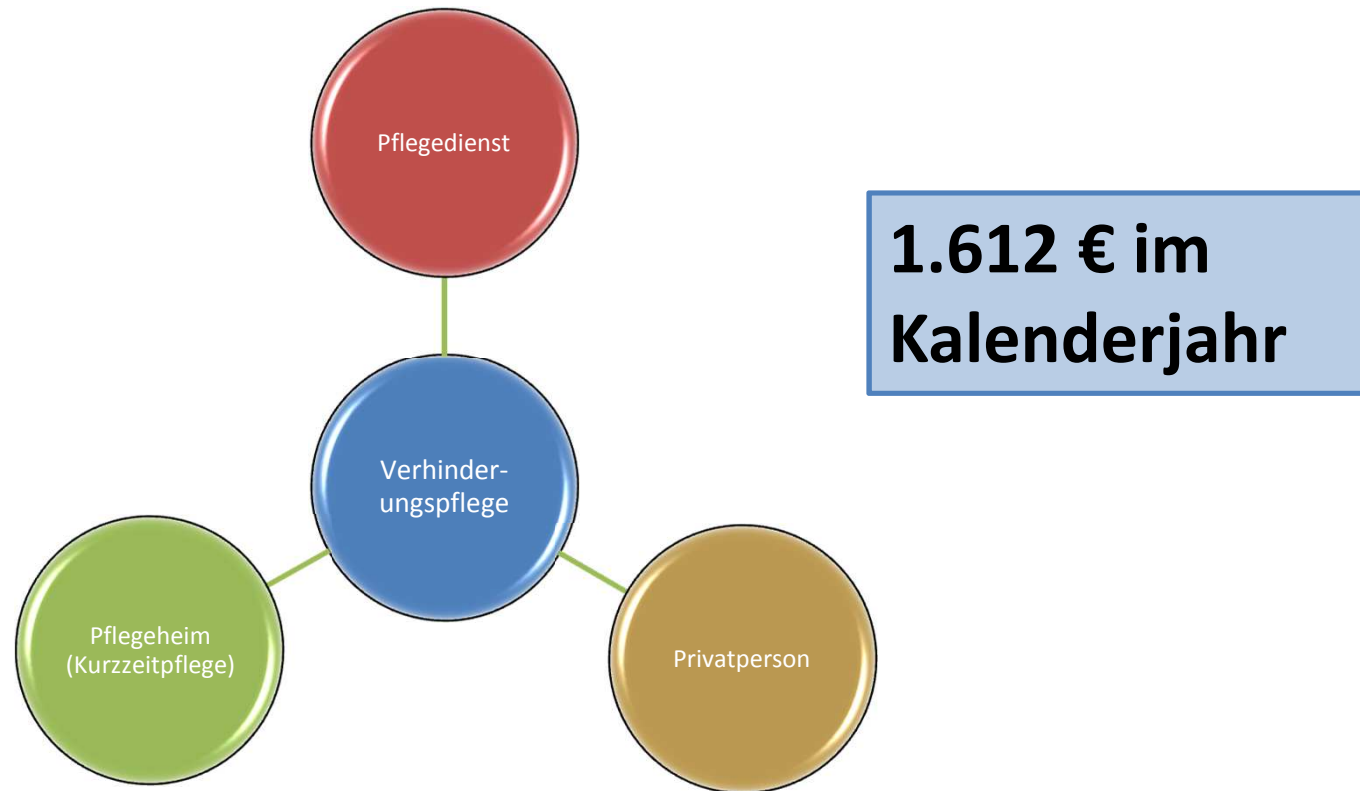 Pflegedienst
1.612 € im
Kalenderjahr
Verhinder-
ungspflege
Pflegeheim
(Kurzzeitpflege)
Privatperson